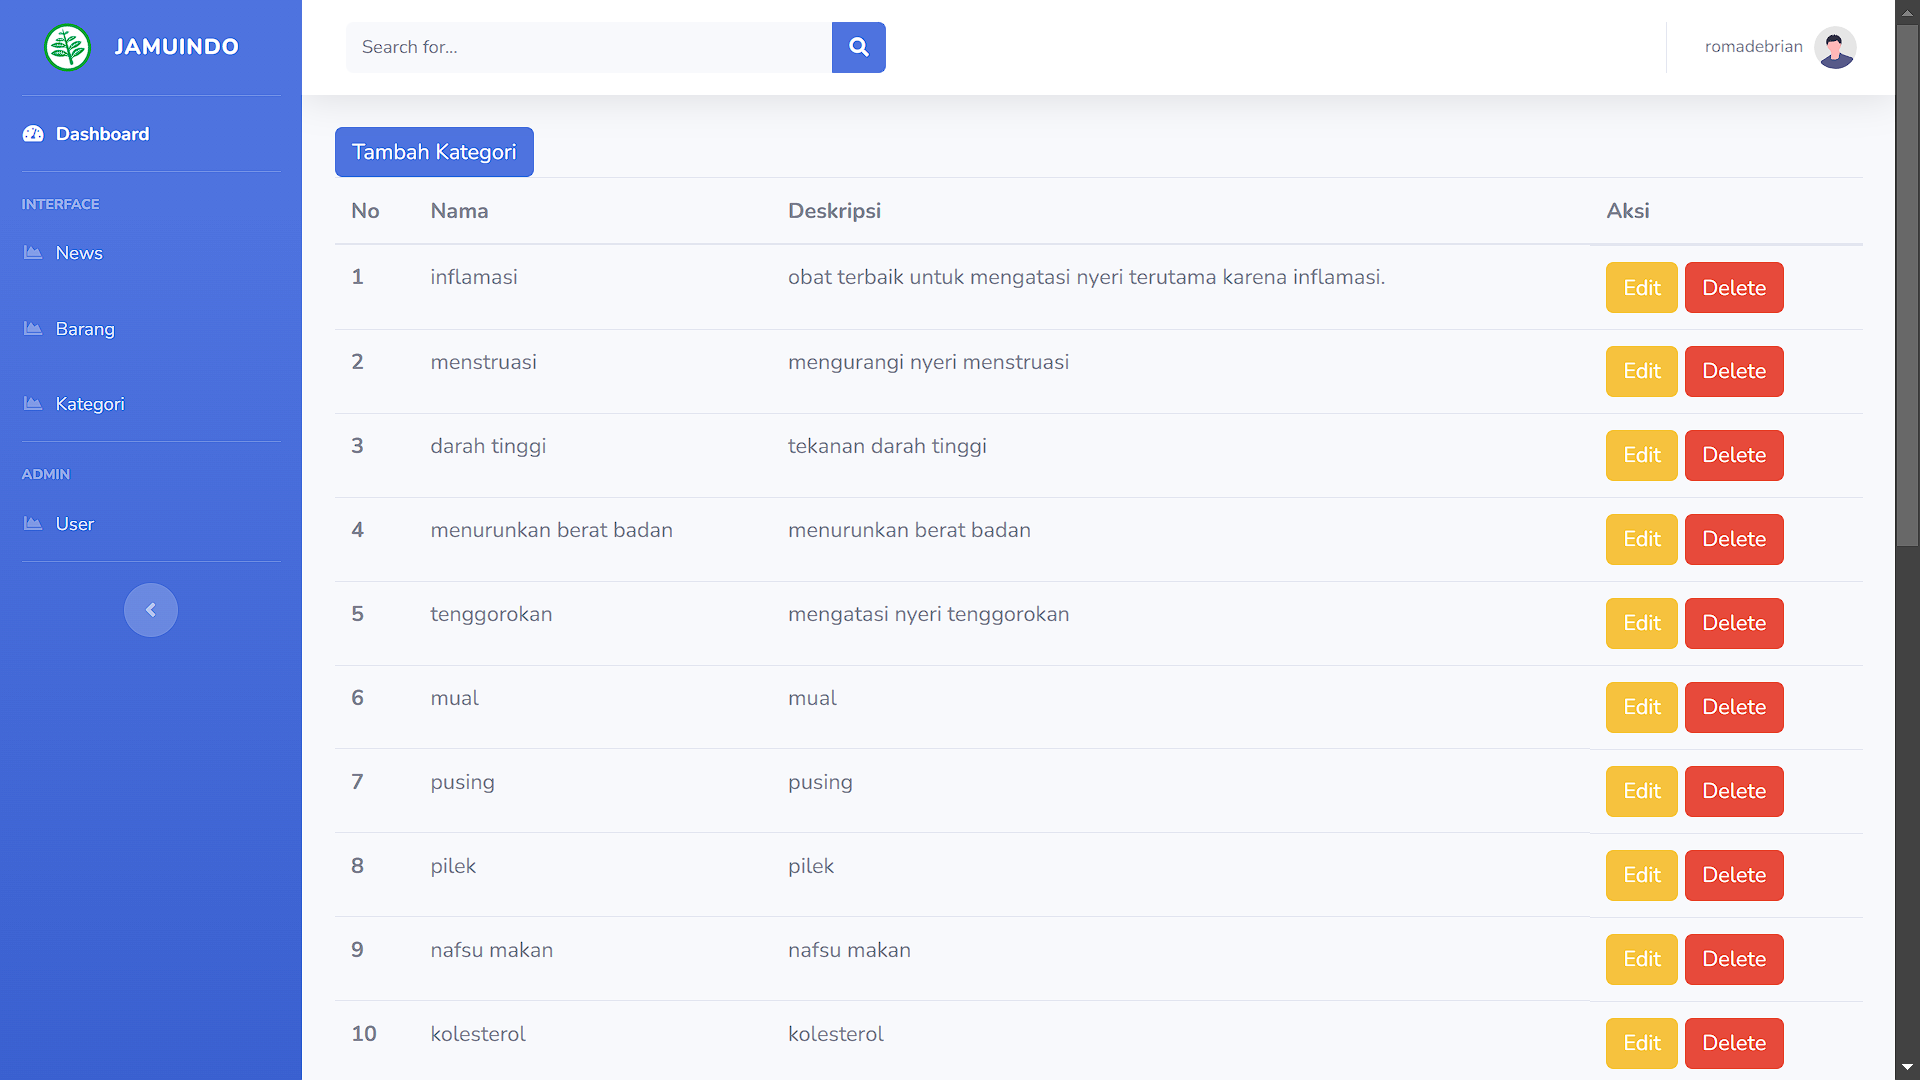 JAMUINDO
Search for...
romadebrian
Dashboard
INTERFACE
News
Barang
Kategori
ADMIN
User
Tambah Kategori
No Nama Deskripsi Aksi
1 inflamasi obat terbaik untuk mengatasi nyeri terutama karena inflamasi. Edit Delete
2 menstruasi mengurangi nyeri menstruasi Edit Delete
3 darah tinggi tekanan darah tinggi Edit Delete
4 menurunkan berat badan menurunkan berat badan Edit Delete
5 tenggorokan mengatasi nyeri tenggorokan Edit Delete
6 mual mual Edit Delete
7 pusing pusing Edit Delete
8 pilek pilek Edit Delete
9 nafsu makan nafsu makan Edit Delete
10 kolesterol kolesterol Edit Delete